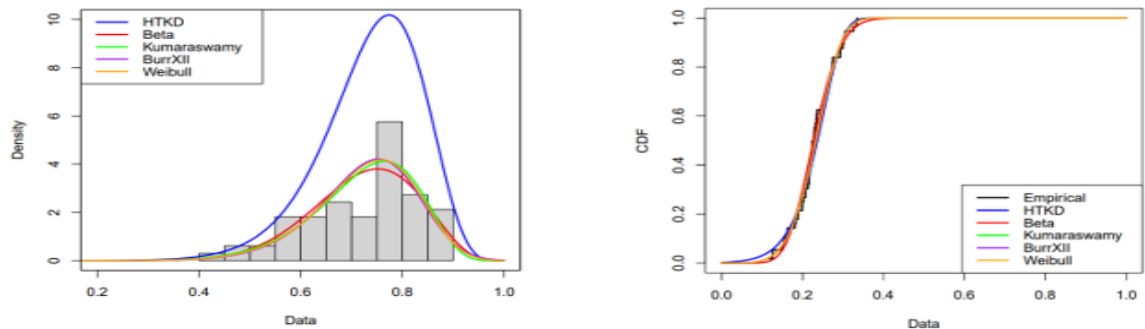 HTKD
Beta
Kumaraswamy
BurrXII
Weibull
Density
0 2 4 6 8 10
0.2 0.4 0.6 0.8 1.0
Data
CDF
0.0 0.2 0.4 0.6 0.8 1.0
Empirical
HTKD
Beta
Kumaraswamy
BurrXII
Weibull
0.0 0.2 0.4 0.6 0.8 1.0
Data